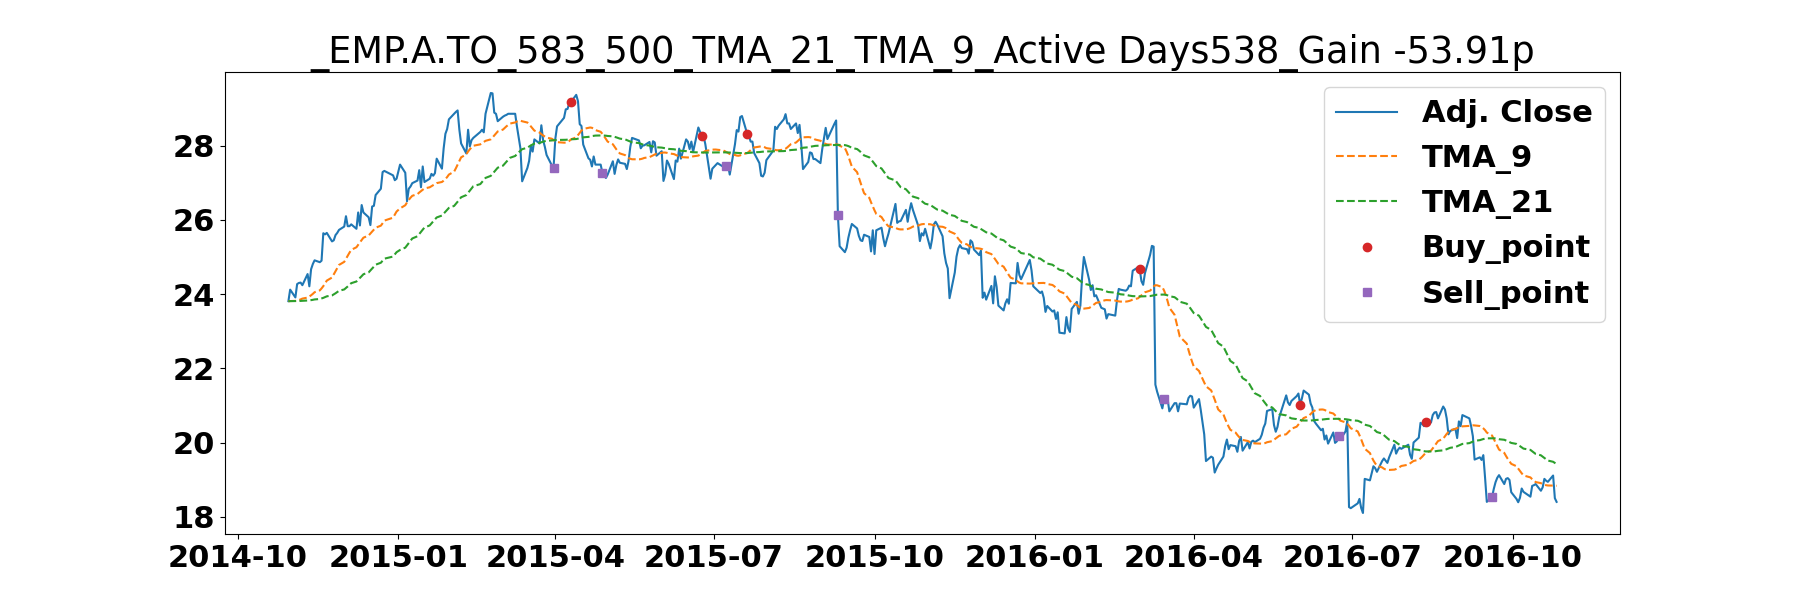 _EMP.A.TO_583_500_TMA_21_TMA_9_Active Days538_Gain -53.91p
Adj. Close
TMA_9
TMA_21
Buy_point
Sell_point
28
26
24
22
20
18
2014-10 2015-01 2015-04 2015-07 2015-10 2016-01 2016-04 2016-07 2016-10